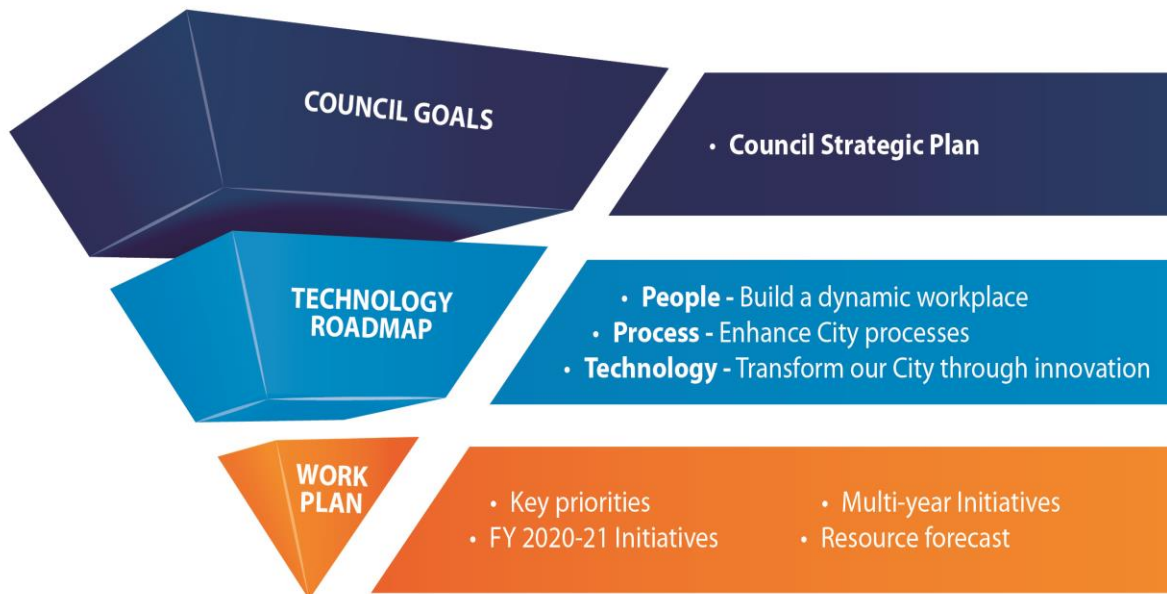 COUNCIL GOALS
• Council Strategic Plan
TECHNOLOGY
ROADMAP
• People - Build a dynamic workplace
• Process - Enhance City processes
• Technology - Transform our City through innovation
WORK
PLAN
• Key priorities
• FY 2020-21 Initiatives
• Multi-year Initiatives
• Resource forecast